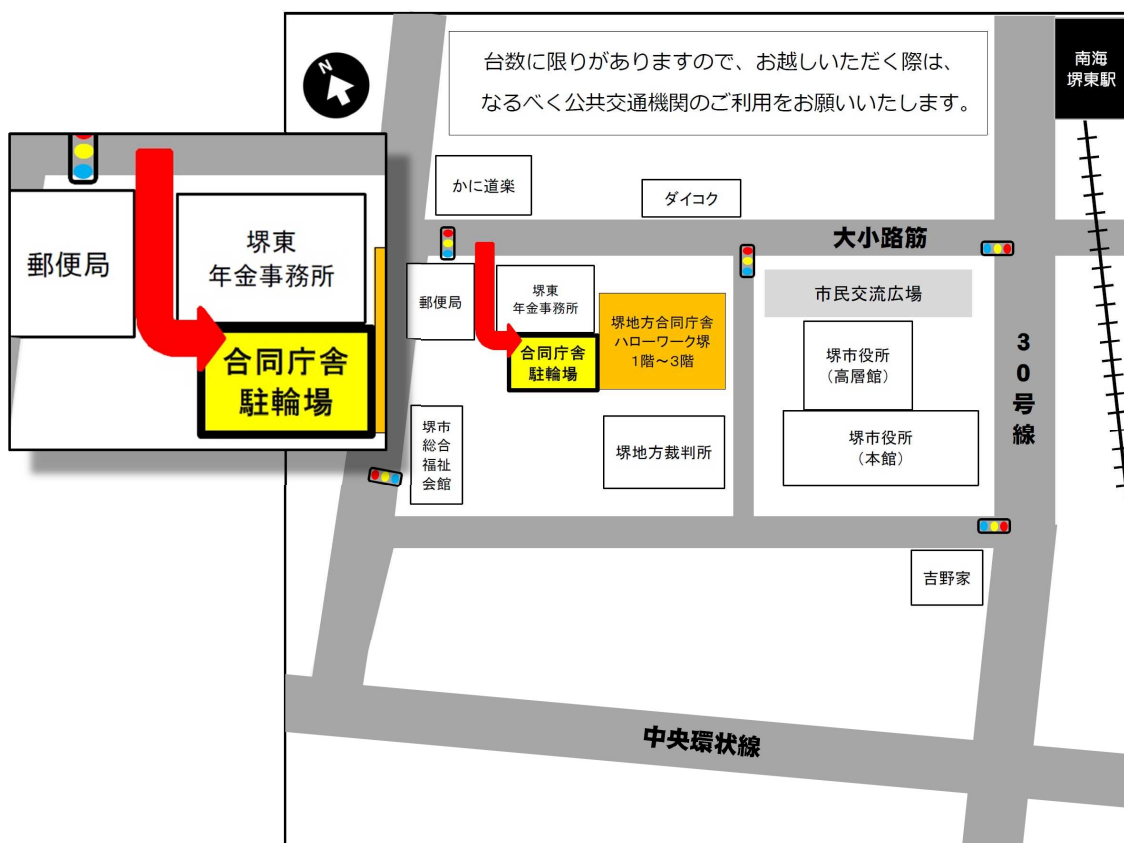 台数に限りがありますので、お越しいただく際は、
なるべく公共交通機関のご利用をお願いいたします。
南海
堺東駅
N
かに道楽
ダイコク
大小路筋
郵便局
堺東
年金事務所
合同庁舎
駐輪場
郵便局
堺東
年金事務所
合同庁舎
駐輪場
堺地方合同庁舎
ハローワーク堺
1階～3階
市民交流広場
堺市役所
(高層館)
堺市役所
(本館)
30号線
堺市
総合
福祉
会館
堺地方裁判所
吉野家
中央環状線